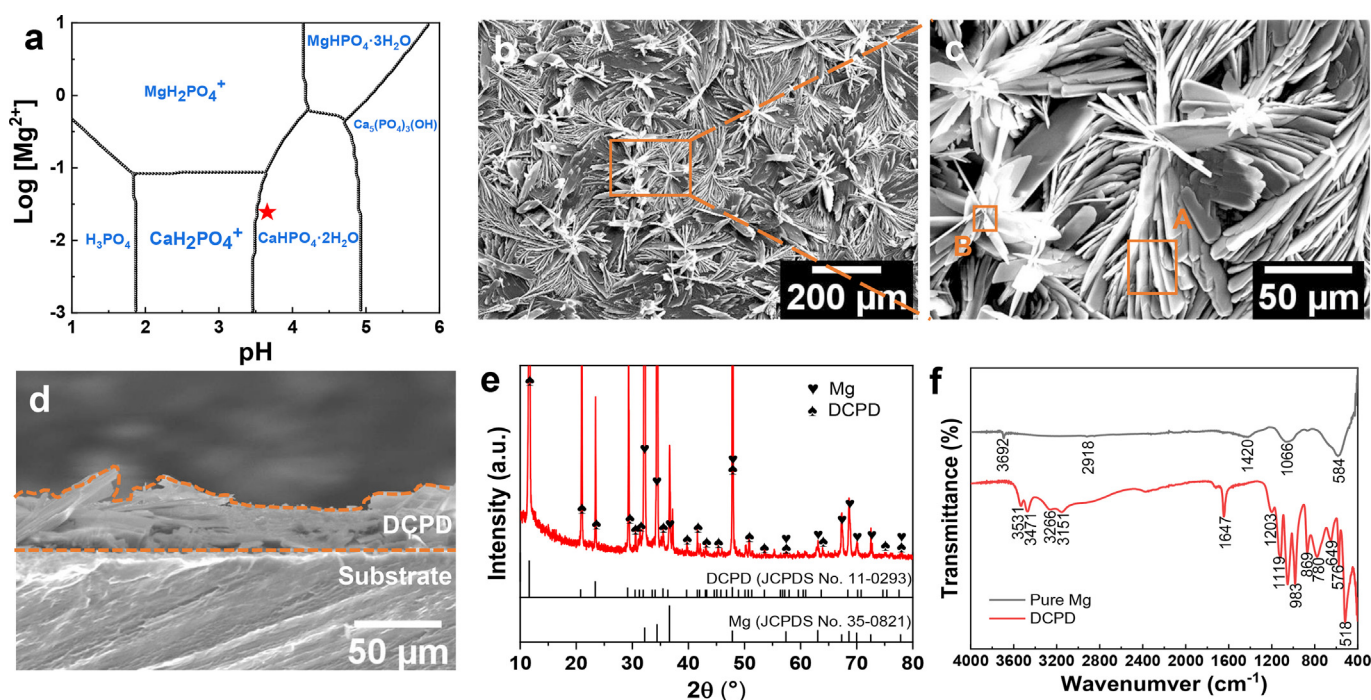 a
MgHPO₄·3H₂O
MgH₂PO₄⁺
Ca₅(PO₄)₃(OH)
H₃PO₄
CaH₂PO₄⁺
CaHPO₄·2H₂O
Log [Mg²⁺]
1
0
-1
-2
-3
1 2 3 4 5 6
pH
b
200 μm
c
A
B
50 μm
d
DCPD
Substrate
50 μm
e
Mg
DCPD
Intensity (a.u.)
DCPD (JCPDS No. 11-0293)
Mg (JCPDS No. 35-0821)
10 20 30 40 50 60 70 80
2θ (°)
f
Transmittance (%)
3692
2918
1420
1066
584
3531
3471
3266
3151
1647
1203
1119
983
869
780
649
576
518
Pure Mg
DCPD
4000 3600 3200 2800 2400 2000 1600 1200 800 400
Wavenumver (cm⁻¹)